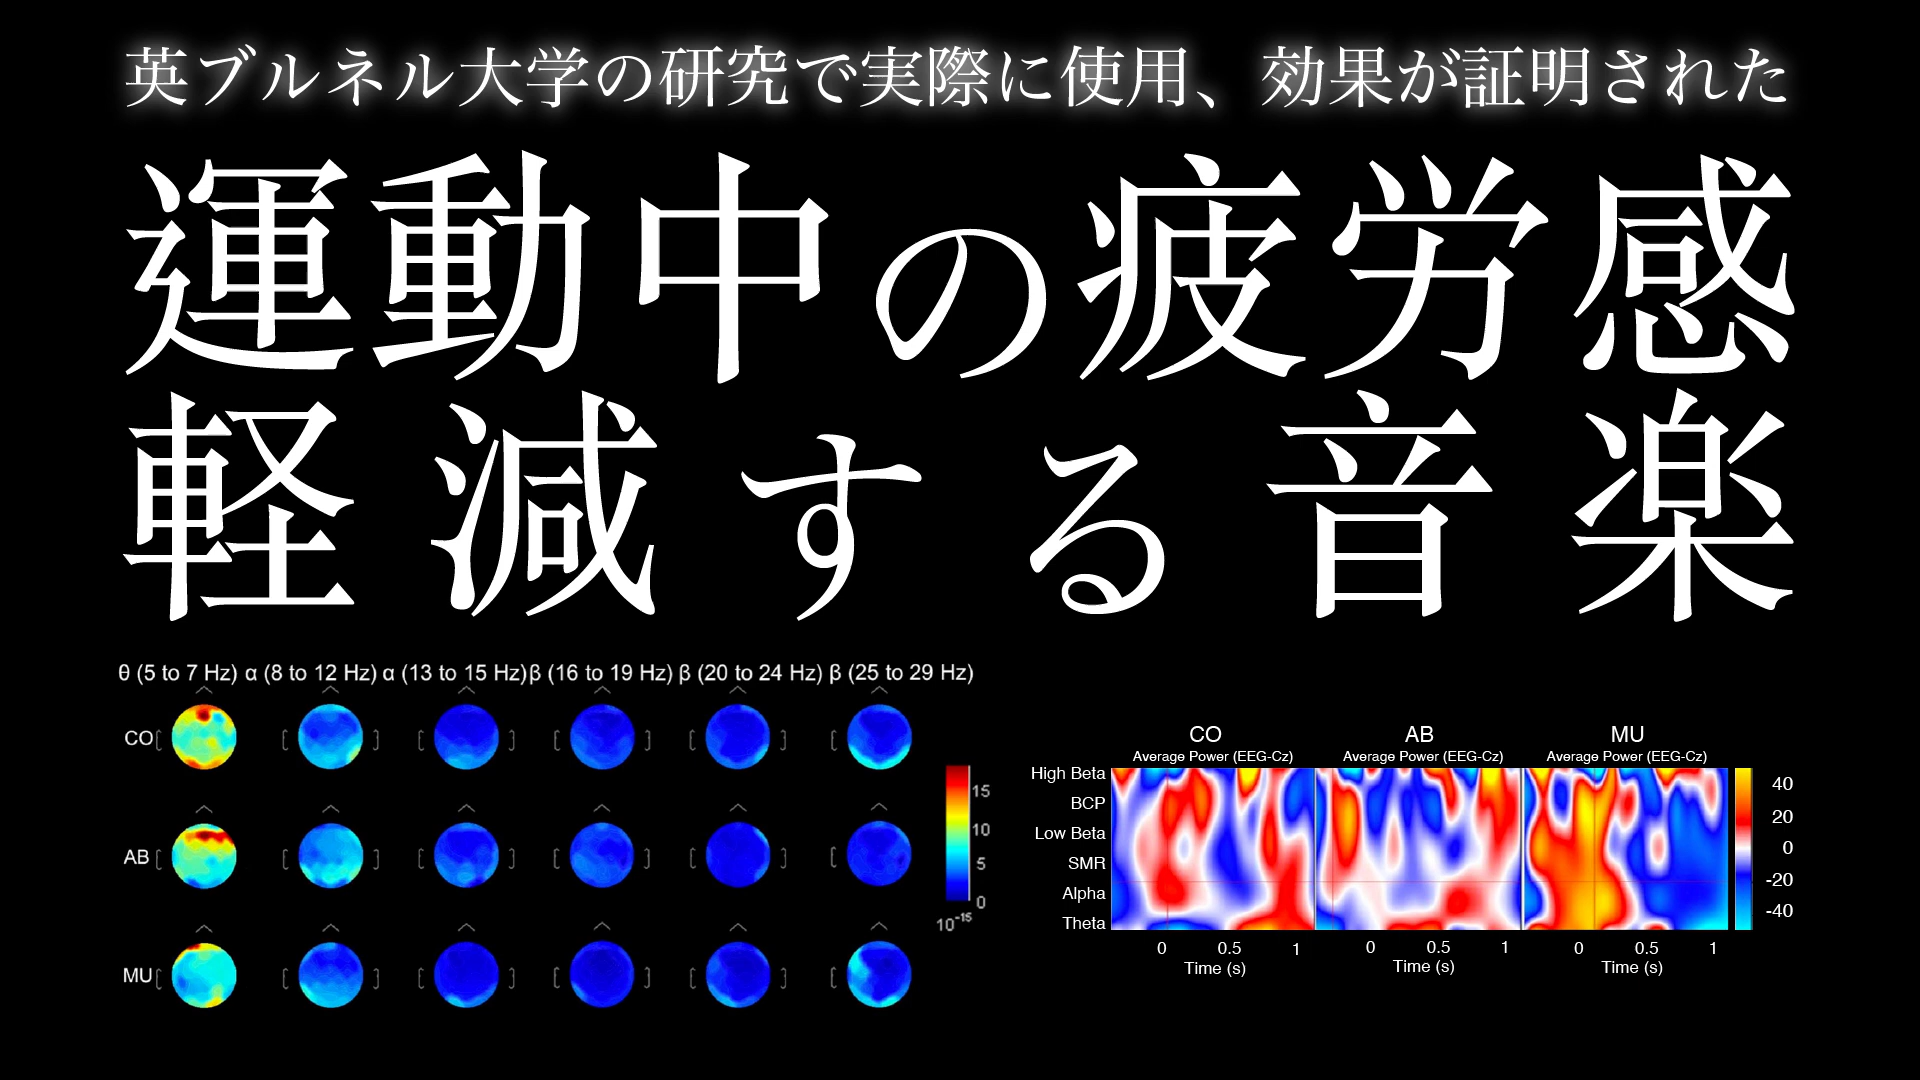 英ブルネル大学の研究で実際に使用、効果が証明された
運動中の疲労感
軽減する音楽
θ (5 to 7 Hz) α (8 to 12 Hz) α (13 to 15 Hz) β (16 to 19 Hz) β (20 to 24 Hz) β (25 to 29 Hz)
CO
AB
MU
15
10
5
0
10⁻¹⁵
CO AB MU
Average Power (EEG-Cz) Average Power (EEG-Cz) Average Power (EEG-Cz)
High Beta
BCP
Low Beta
SMR
Alpha
Theta
40
20
0
-20
-40
0 0.5 1 0 0.5 1 0 0.5 1
Time (s) Time (s) Time (s)